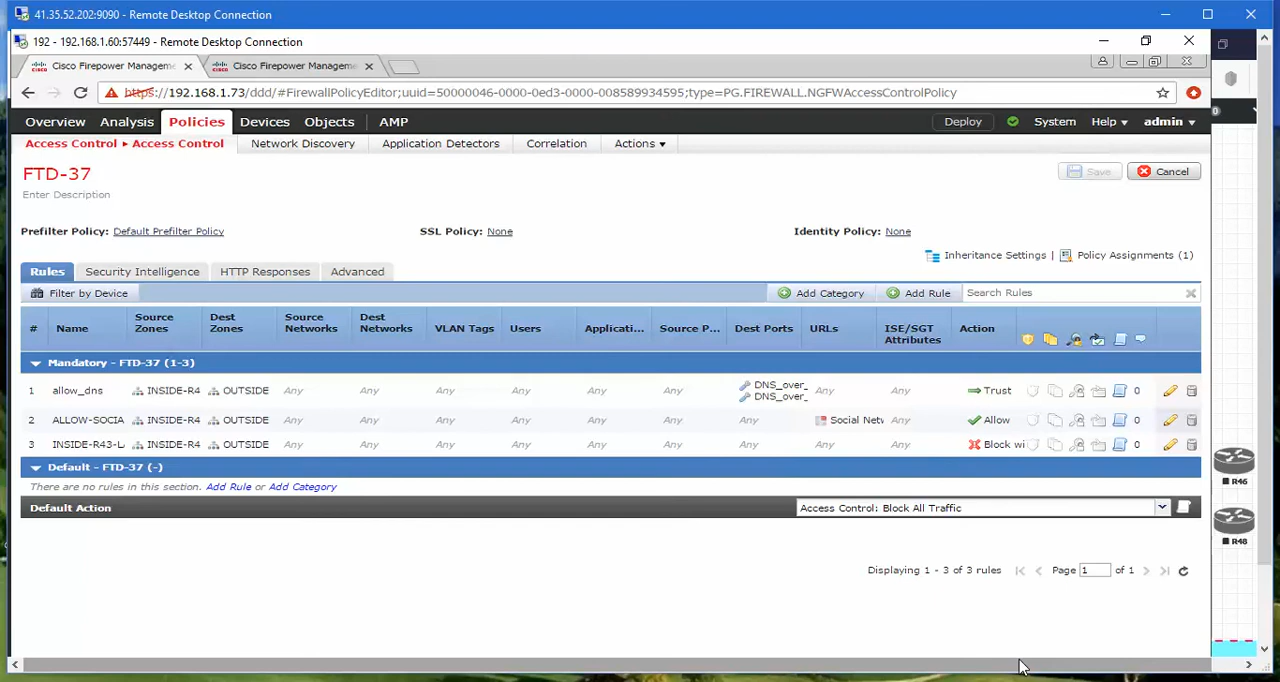 41.35.52.202:9090 - Remote Desktop Connection
192 - 192.168.1.60:57449 - Remote Desktop Connection
Cisco Firepower Managem
Cisco Firepower Managem
https://192.168.1.73/ddd/#FirewallPolicyEditor;uuid=50000046-0000-0ed3-0000-008589934595;type=PG.FIREWALL.NGFWAccessControlPolicy
Overview Analysis Policies Devices Objects AMP Deploy System Help admin
Access Control ▸ Access Control Network Discovery Application Detectors Correlation Actions
FTD-37
Save Cancel
Enter Description
Prefilter Policy: Default Prefilter Policy SSL Policy: None Identity Policy: None
Inheritance Settings | Policy Assignments (1)
Rules Security Intelligence HTTP Responses Advanced
Filter by Device Add Category Add Rule Search Rules
# Name Source Zones Dest Zones Source Networks Dest Networks VLAN Tags Users Applicati... Source P... Dest Ports URLs ISE/SGT Attributes Action
Mandatory - FTD-37 (1-3)
1 allow_dns INSIDE-R4 OUTSIDE Any Any Any Any Any Any DNS_over_ DNS_over_ Any Any Trust 0
2 ALLOW-SOCIA INSIDE-R4 OUTSIDE Any Any Any Any Any Any Any Social Netv Any Allow 0
3 INSIDE-R43-L INSIDE-R4 OUTSIDE Any Any Any Any Any Any Any Any Any Block wi 0
Default - FTD-37 (-)
There are no rules in this section. Add Rule or Add Category
Default Action Access Control: Block All Traffic
Displaying 1 - 3 of 3 rules Page 1 of 1
R46
R48